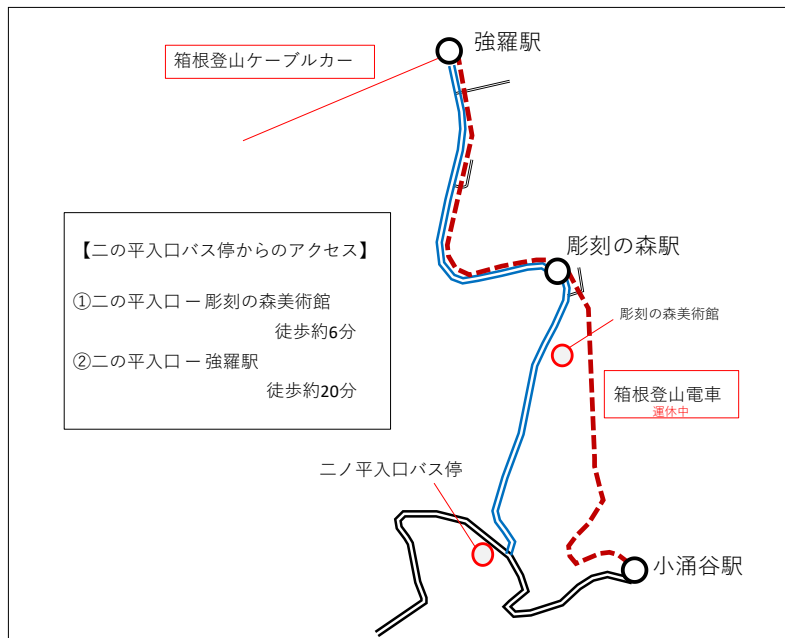 強羅駅
箱根登山ケーブルカー
【二の平入口バス停からのアクセス】
①二の平入口 ー 彫刻の森美術館
徒歩約6分
②二の平入口 ー 強羅駅
徒歩約20分
彫刻の森駅
彫刻の森美術館
箱根登山電車
運休中
二ノ平入口バス停
小涌谷駅